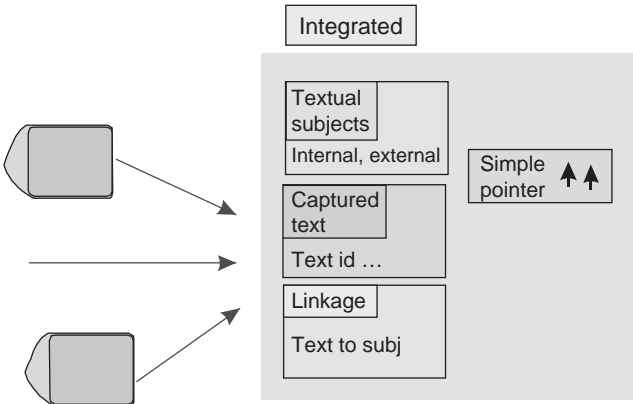 Integrated
Textual
subjects
Internal, external
Simple
pointer
Captured
text
Text id …
Linkage
Text to subj